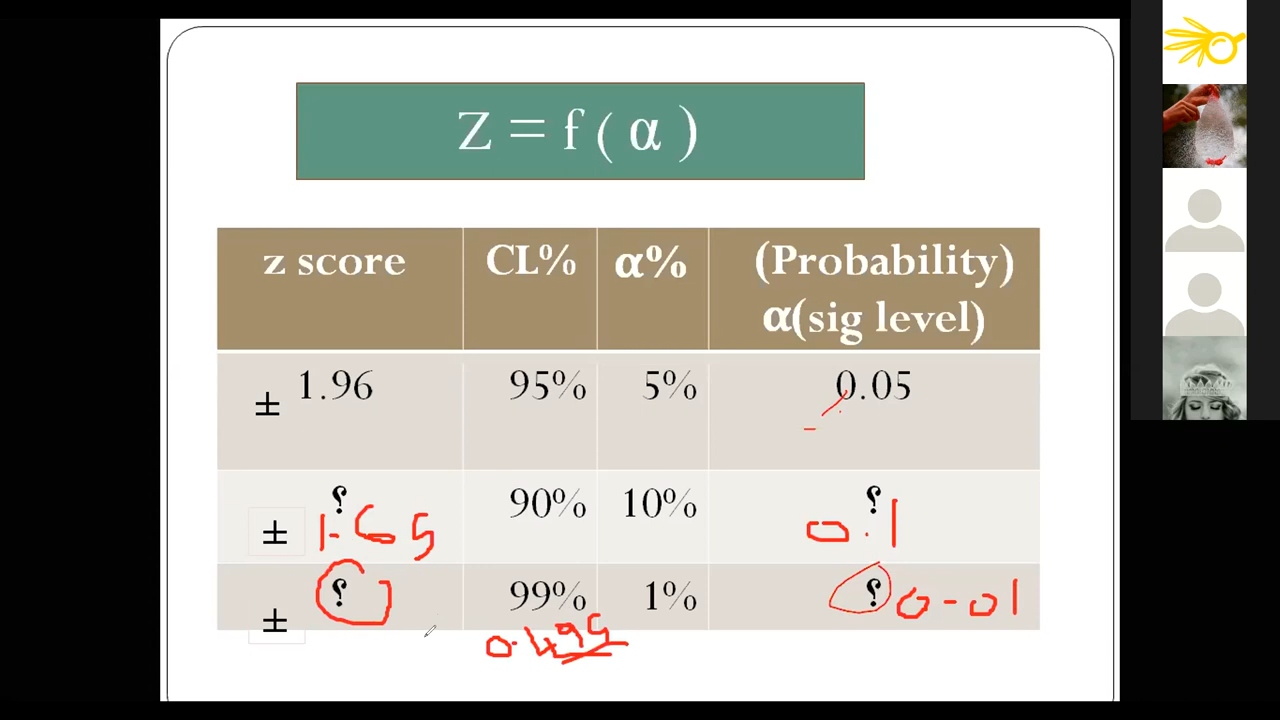 Z = f ( α )
z score CL% α% (Probability)
α(sig level)
± 1.96 95% 5% 0.05
؟ 90% 10% ؟
± 1.65 0.1
؟ 99% 1% ؟ 0.01
±
0.495